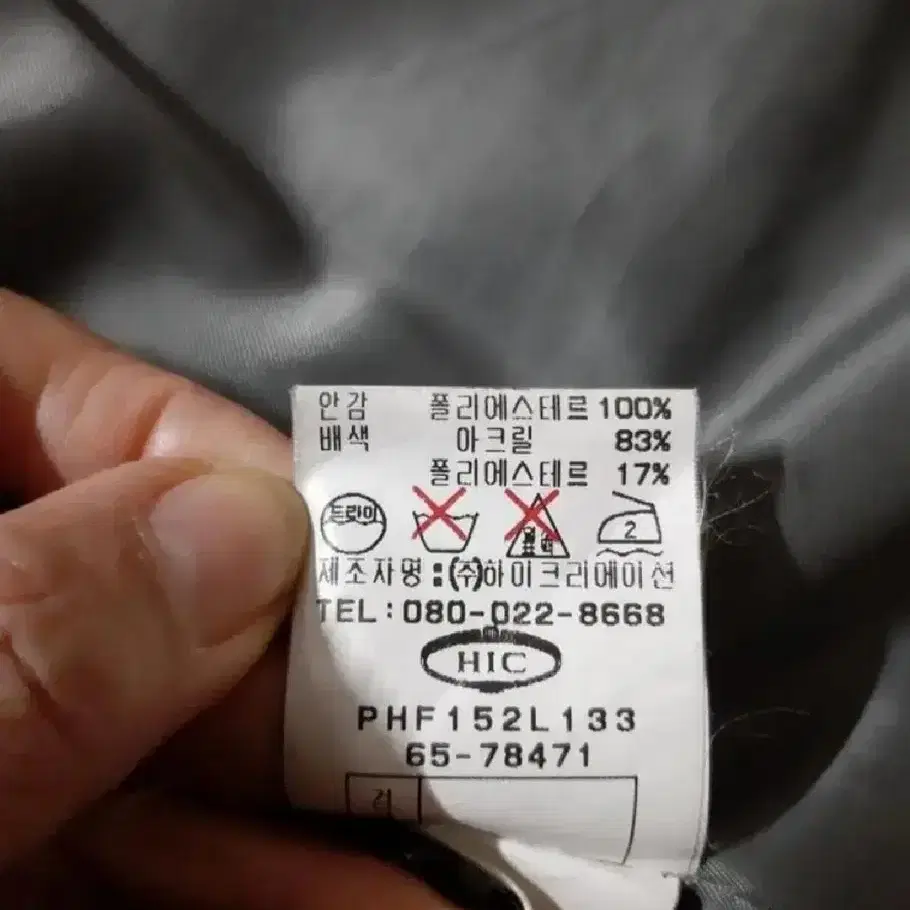 안감 폴리에스테르 100%
배색 아크릴 83%
폴리에스테르 17%
드라이
2
제조자명 : (주)하이크리에이션
TEL : 080-022-8668
HIC
PHF152L133
65-78471